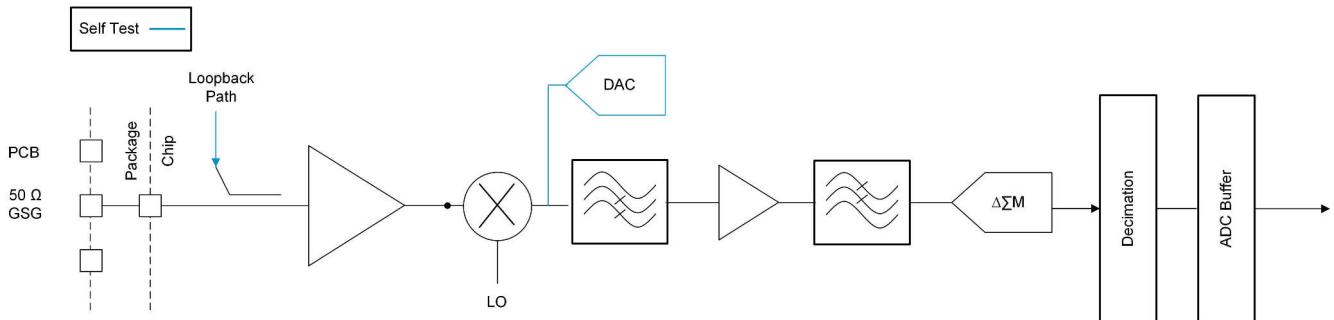 Self Test
Loopback
Path
DAC
PCB
Package
Chip
50 Ω
GSG
LO
ΔΣM
Decimation
ADC Buffer